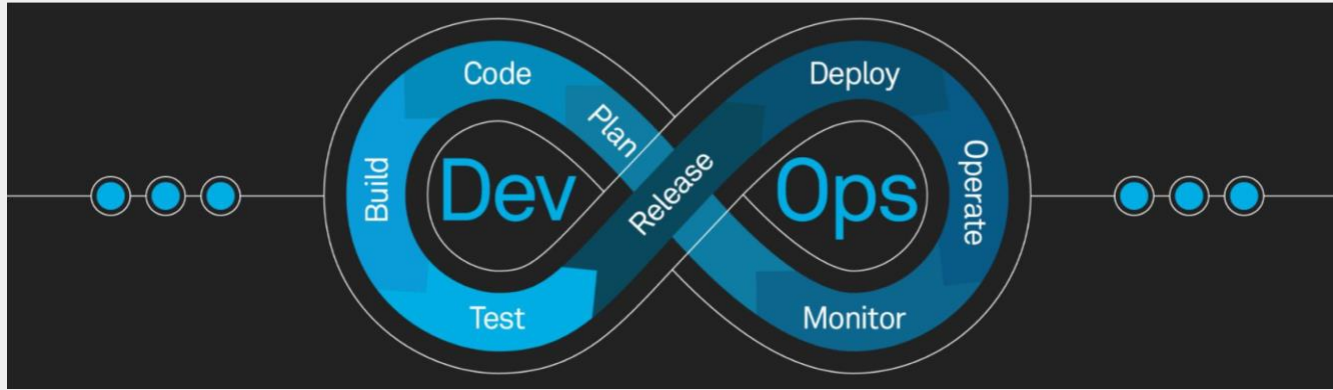 Code
Plan
Build
Dev
Test
Release
Deploy
Ops
Operate
Monitor